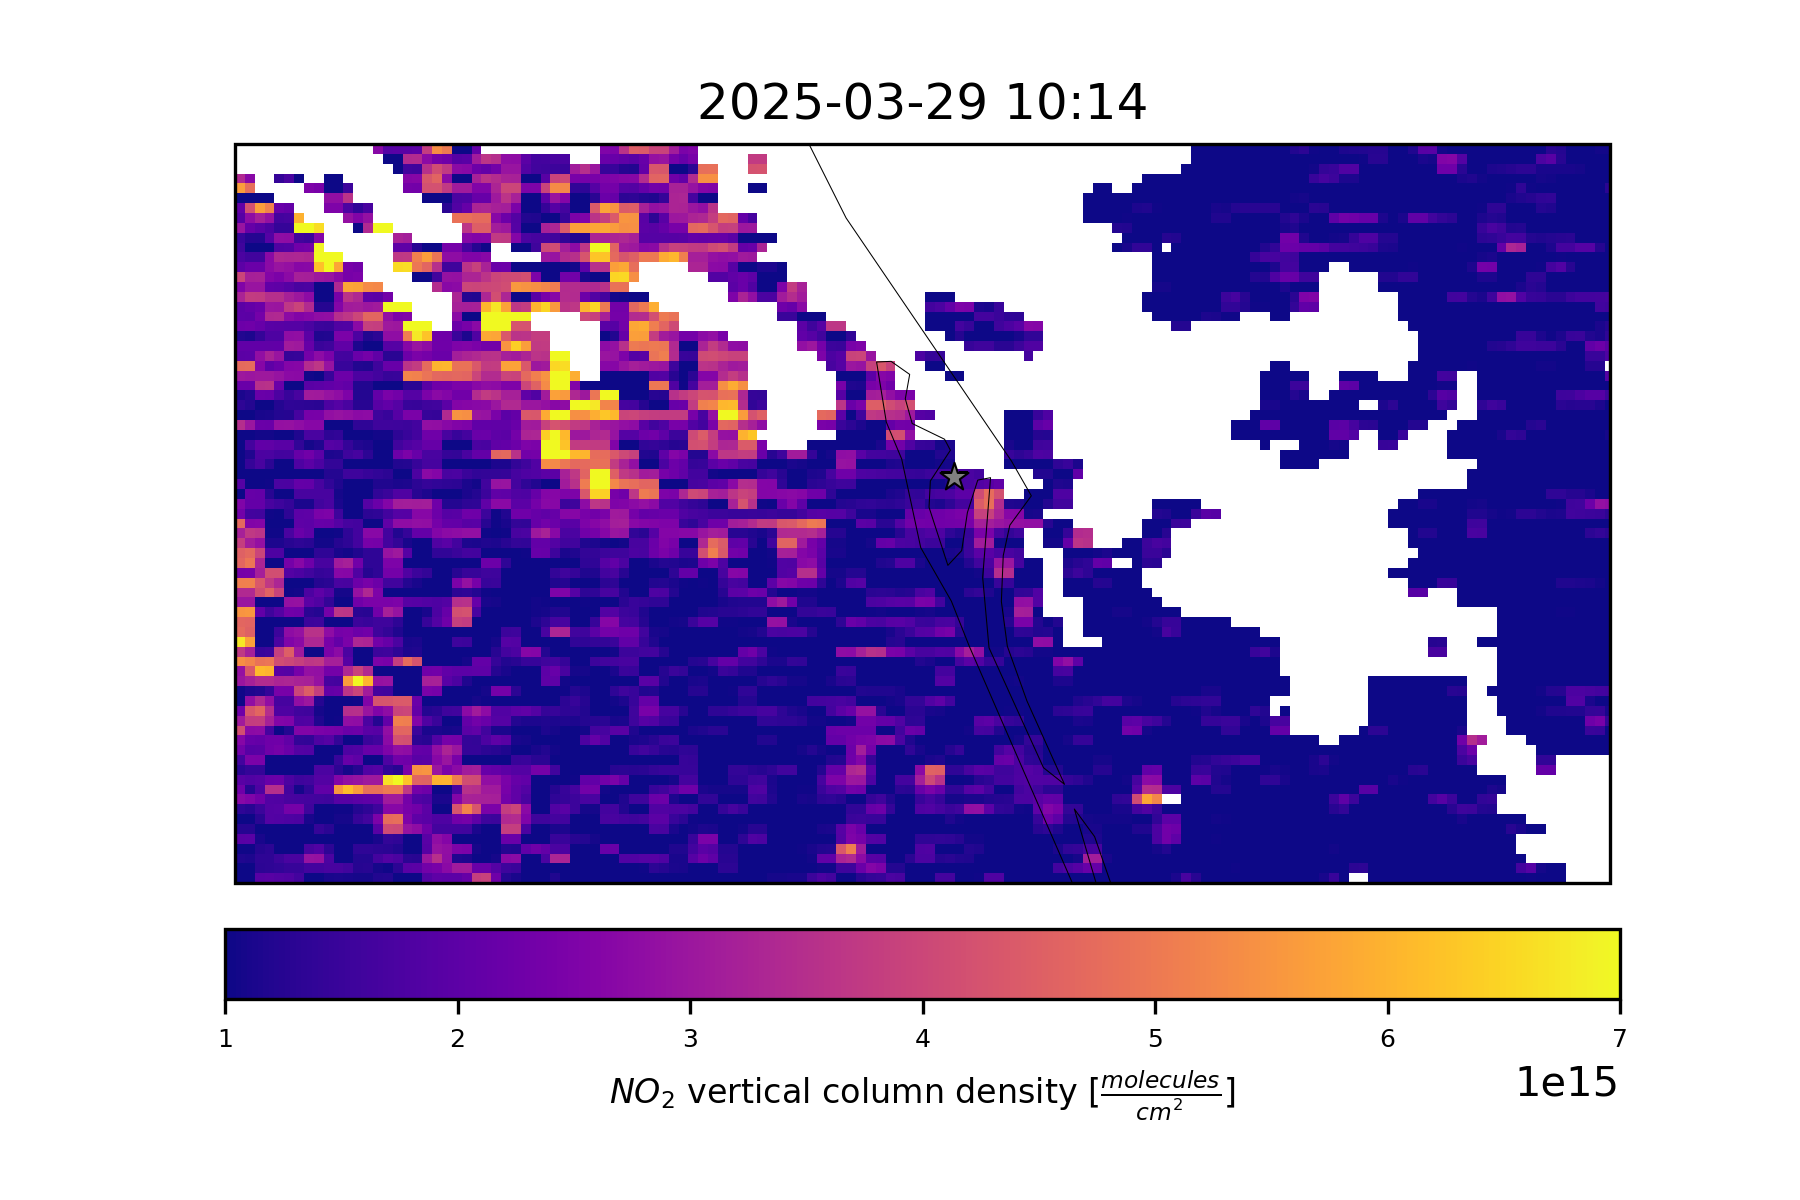 2025-03-29 10:14
1 2 3 4 5 6 7
1e15
NO₂ vertical column density [molecules/cm²]